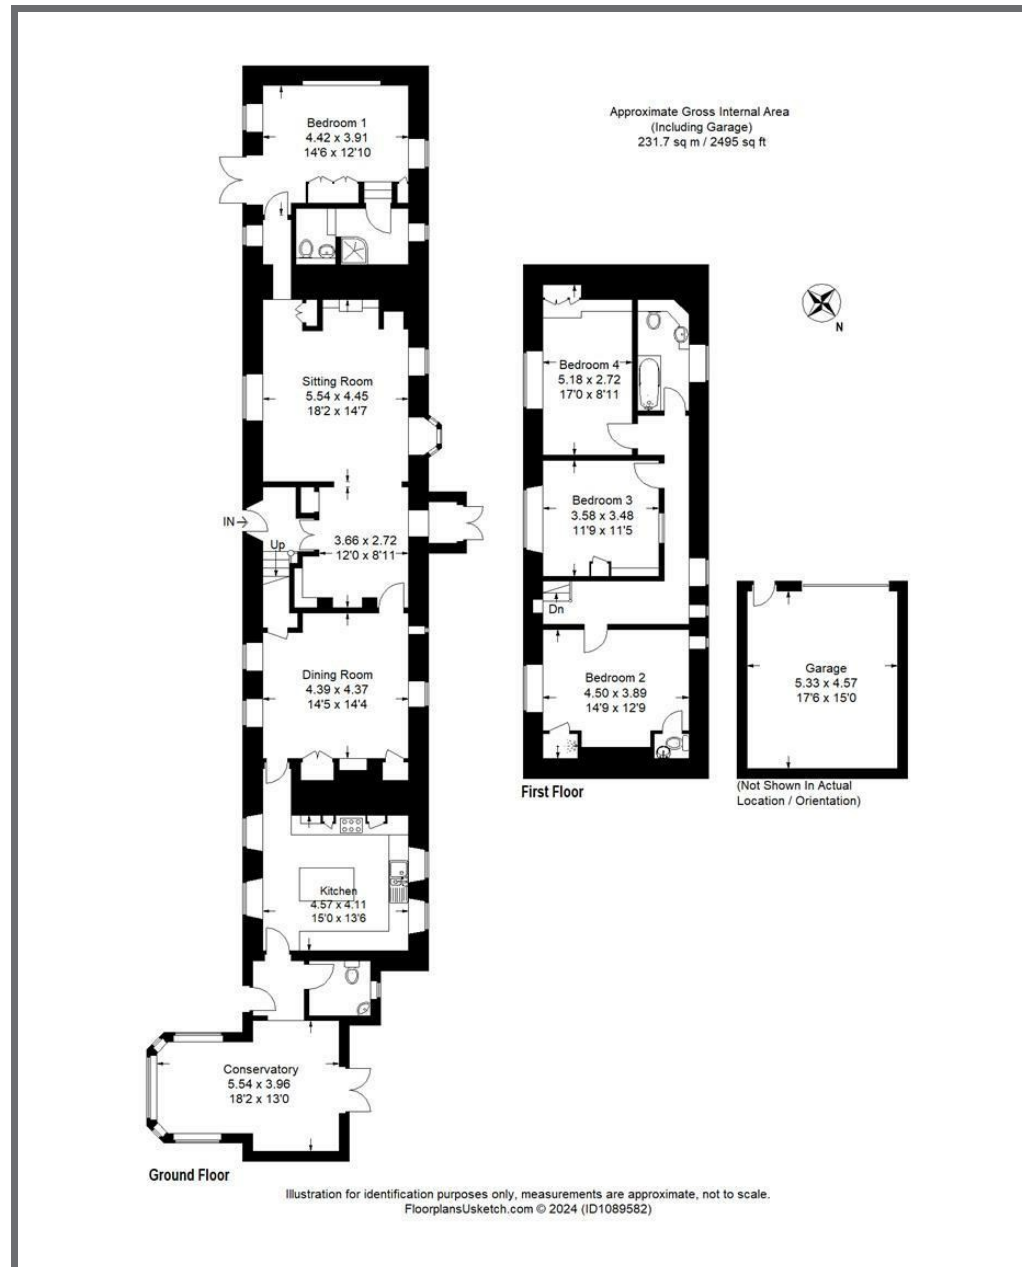 Approximate Gross Internal Area
(Including Garage)
231.7 sq m / 2495 sq ft
Bedroom 1
4.42 x 3.91
14'6 x 12'10
Sitting Room
5.54 x 4.45
18'2 x 14'7
IN
Up
3.66 x 2.72
12'0 x 8'11
Dining Room
4.39 x 4.37
14'5 x 14'4
Kitchen
4.57 x 4.11
15'0 x 13'6
Conservatory
5.54 x 3.96
18'2 x 13'0
Ground Floor
N
Bedroom 4
5.18 x 2.72
17'0 x 8'11
Bedroom 3
3.58 x 3.48
11'9 x 11'5
Dn
Bedroom 2
4.50 x 3.89
14'9 x 12'9
First Floor
Garage
5.33 x 4.57
17'6 x 15'0
(Not Shown In Actual
Location / Orientation)
Illustration for identification purposes only, measurements are approximate, not to scale.
FloorplansUsketch.com © 2024 (ID1089582)